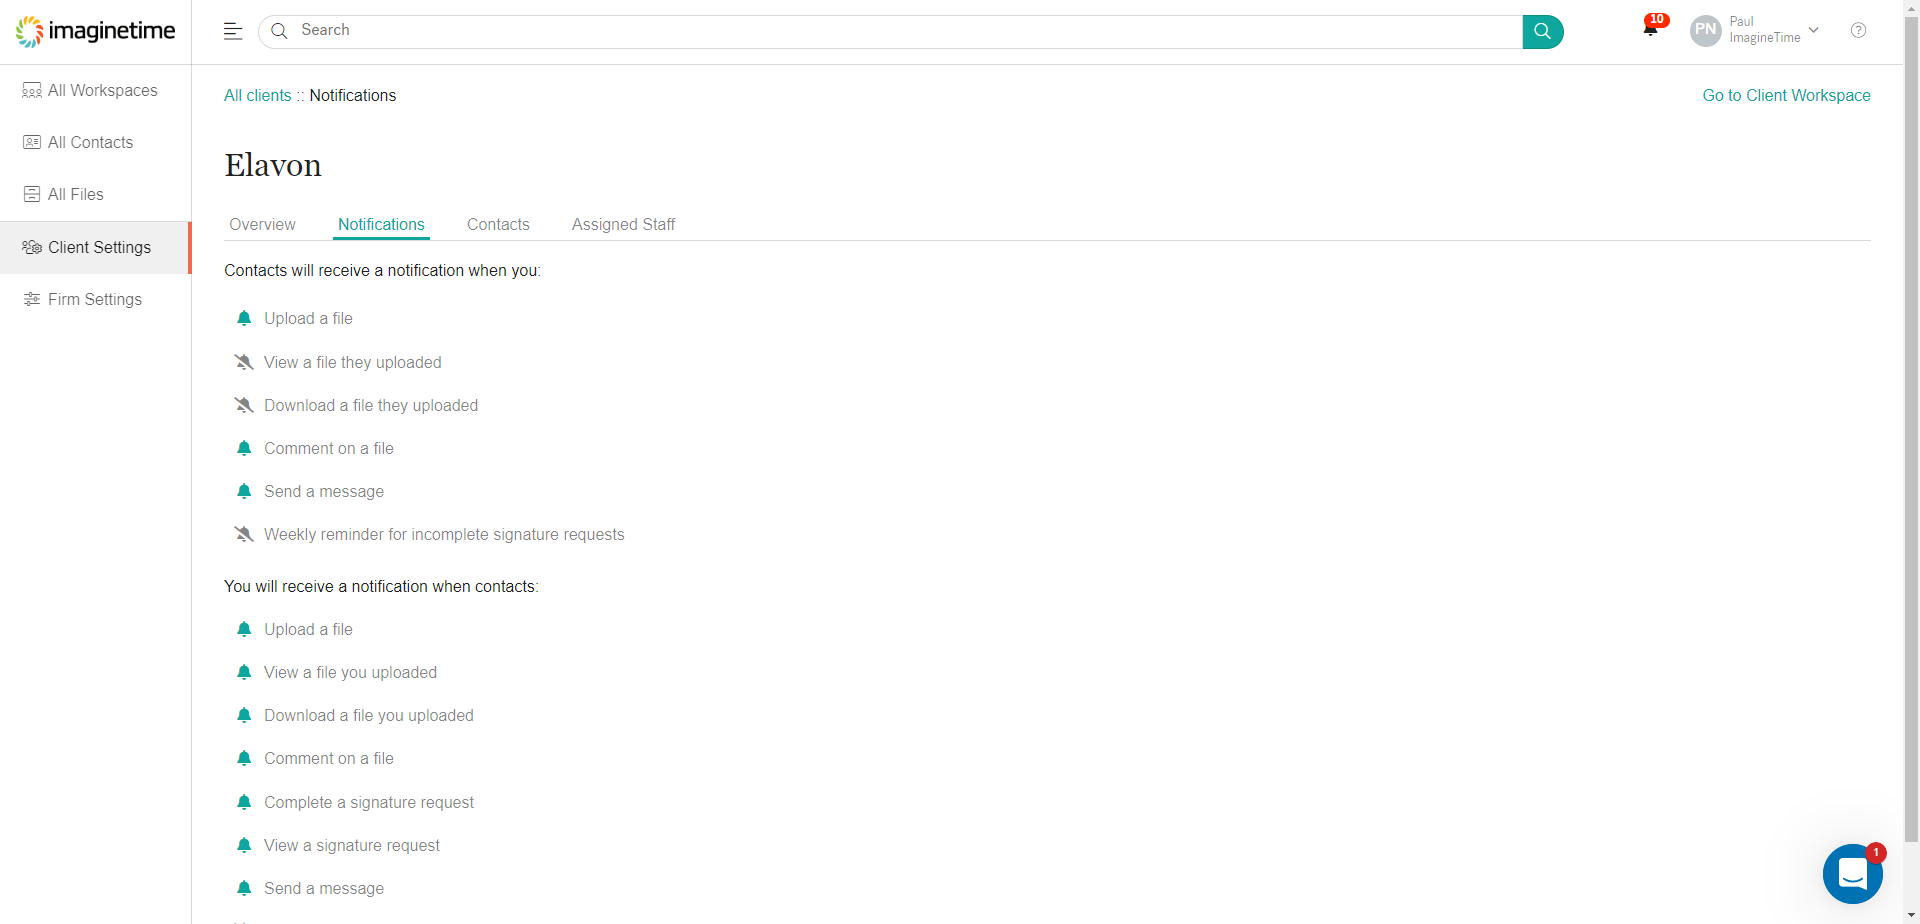 imaginetime
Search
10
PN
Paul
ImagineTime
?
All Workspaces
All Contacts
All Files
Client Settings
Firm Settings
All clients :: Notifications
Go to Client Workspace
Elavon
Overview Notifications Contacts Assigned Staff
Contacts will receive a notification when you:
Upload a file
View a file they uploaded
Download a file they uploaded
Comment on a file
Send a message
Weekly reminder for incomplete signature requests
You will receive a notification when contacts:
Upload a file
View a file you uploaded
Download a file you uploaded
Comment on a file
Complete a signature request
View a signature request
Send a message
1